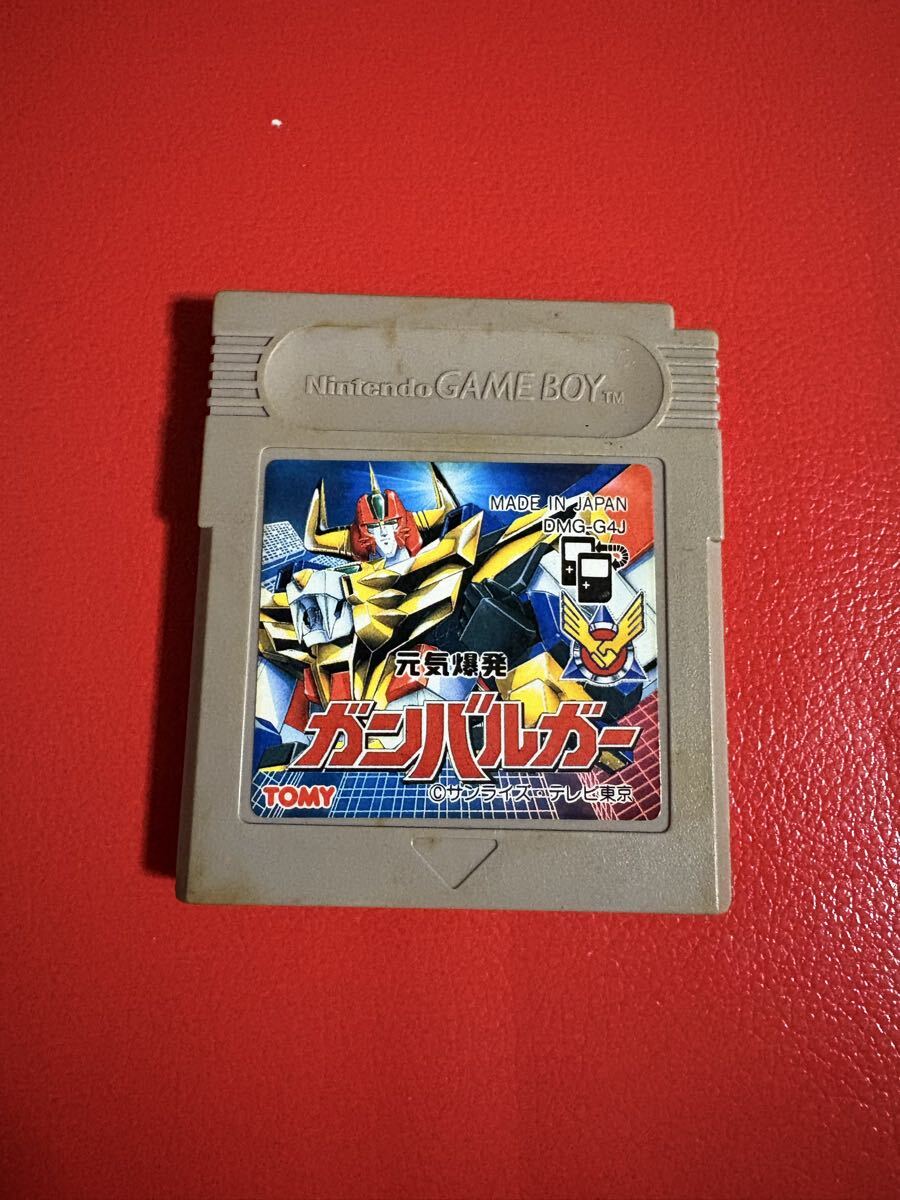 Nintendo GAME BOY TM
MADE IN JAPAN
DMG-G4J
元気爆発
ガンバルガー
TOMY
©サンライズ・テレビ東京